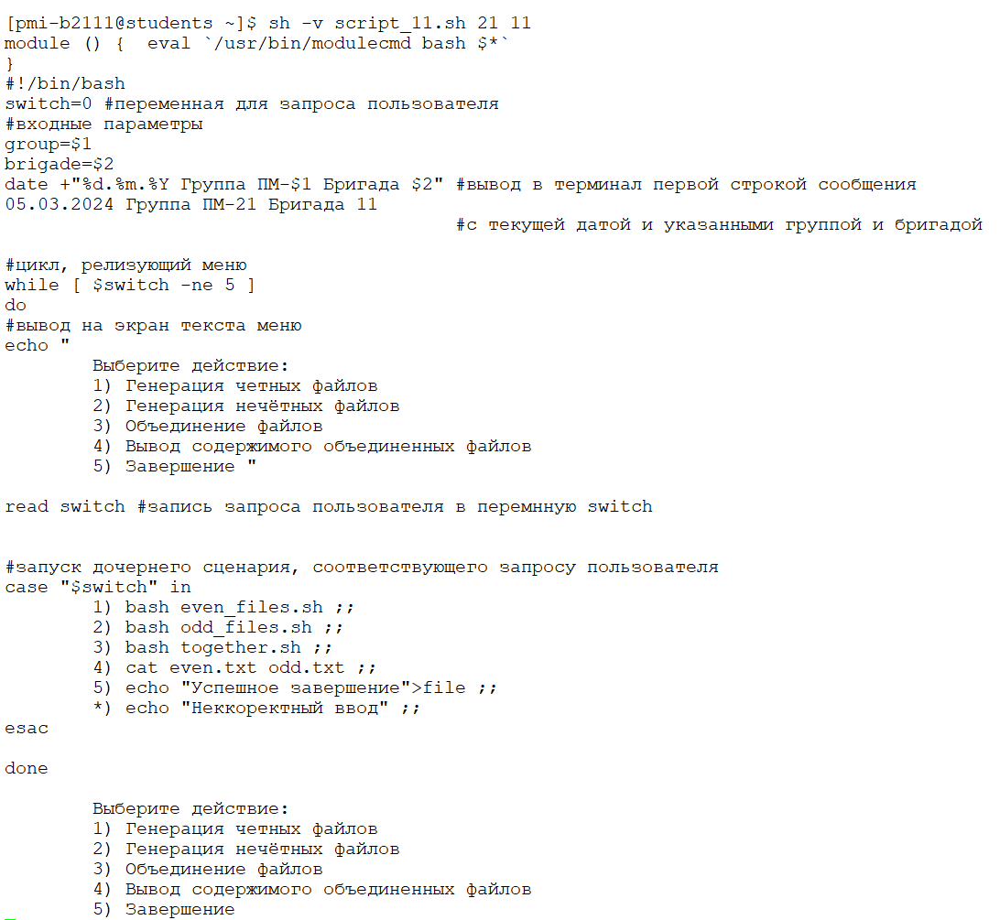 [pmi-b2111@students ~]$ sh -v script_11.sh 21 11
module () {  eval `/usr/bin/modulecmd bash $*`
}
#!/bin/bash
switch=0 #переменная для запроса пользователя
#входные параметры
group=$1
brigade=$2
date +"%d.%m.%Y Группа ПМ-$1 Бригада $2" #вывод в терминал первой строкой сообщения
05.03.2024 Группа ПМ-21 Бригада 11
                                         #с текущей датой и указанными группой и бригадой

#цикл, релизующий меню
while [ $switch -ne 5 ]
do
#вывод на экран текста меню
echo "
        Выберите действие:
        1) Генерация четных файлов
        2) Генерация нечётных файлов
        3) Объединение файлов
        4) Вывод содержимого объединенных файлов
        5) Завершение "

read switch #запись запроса пользователя в перемнную switch


#запуск дочернего сценария, соответствующего запросу пользователя
case "$switch" in
        1) bash even_files.sh ;;
        2) bash odd_files.sh ;;
        3) bash together.sh ;;
        4) cat even.txt odd.txt ;;
        5) echo "Успешное завершение">file ;;
        *) echo "Неккоректный ввод" ;;
esac

done

        Выберите действие:
        1) Генерация четных файлов
        2) Генерация нечётных файлов
        3) Объединение файлов
        4) Вывод содержимого объединенных файлов
        5) Завершение